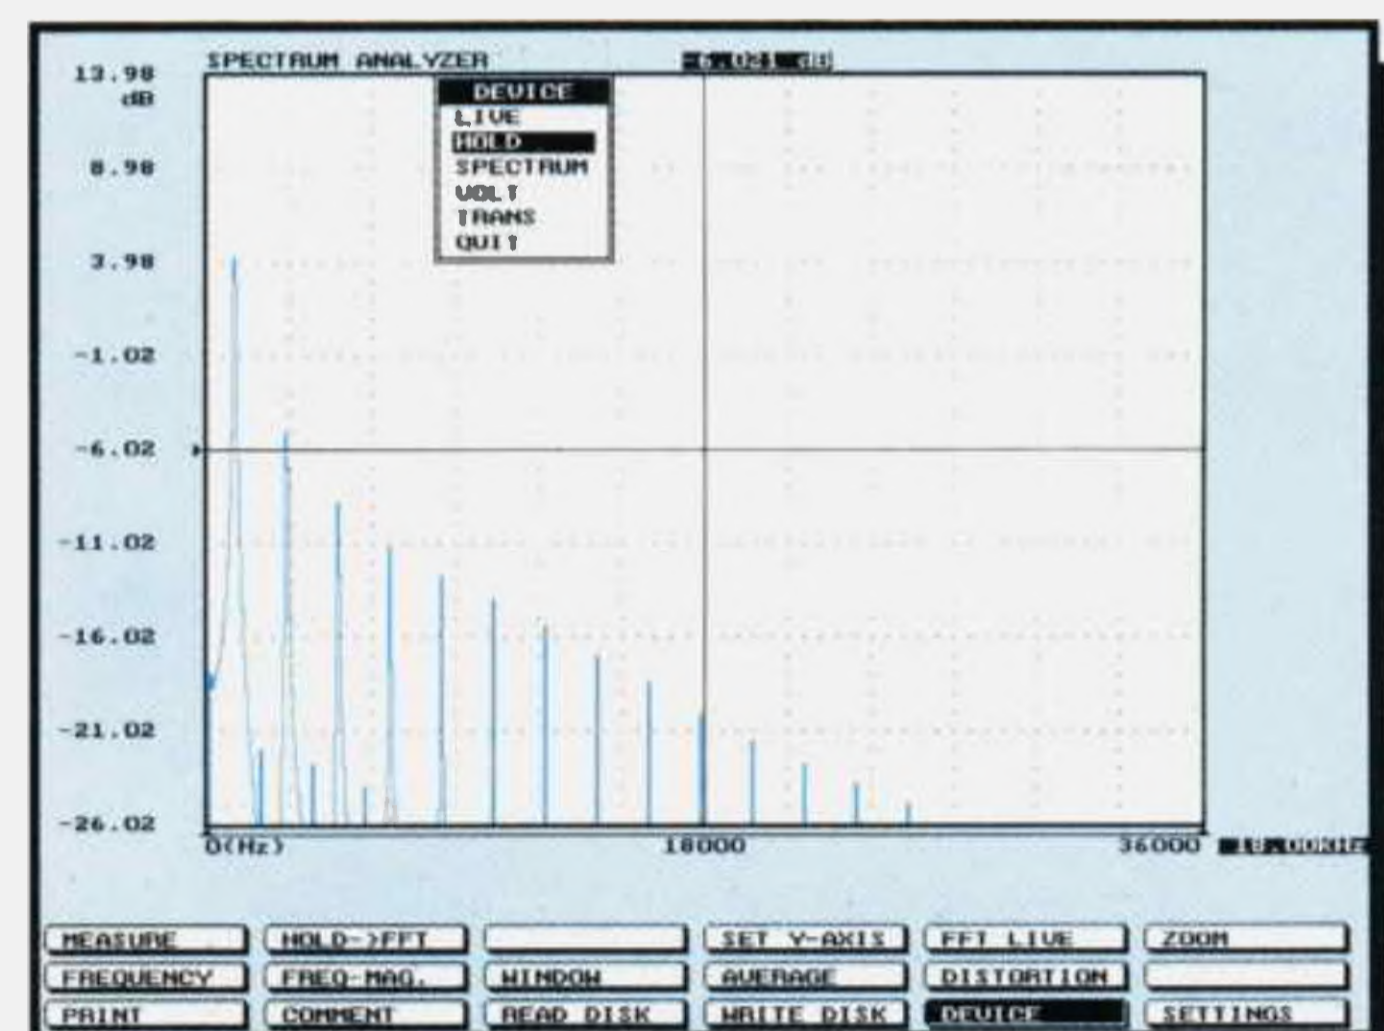 SPECTRUM ANALYZER
13.98
dB
8.98
3.98
-1.02
-6.02
-11.02
-16.02
-21.02
-26.02
DEVICE
LIVE
HOLD
SPECTRUM
VOLT
TRANS
QUIT
0(Hz)
18000
36000
MEASURE
HOLD->FFT
SET Y-AXIS
FFT LIVE
ZOOM
FREQUENCY
FREQ-MAG.
WINDOW
AVERAGE
DISTORTION
PRINT
COMMENT
READ DISK
WRITE DISK
DEVICE
SETTINGS